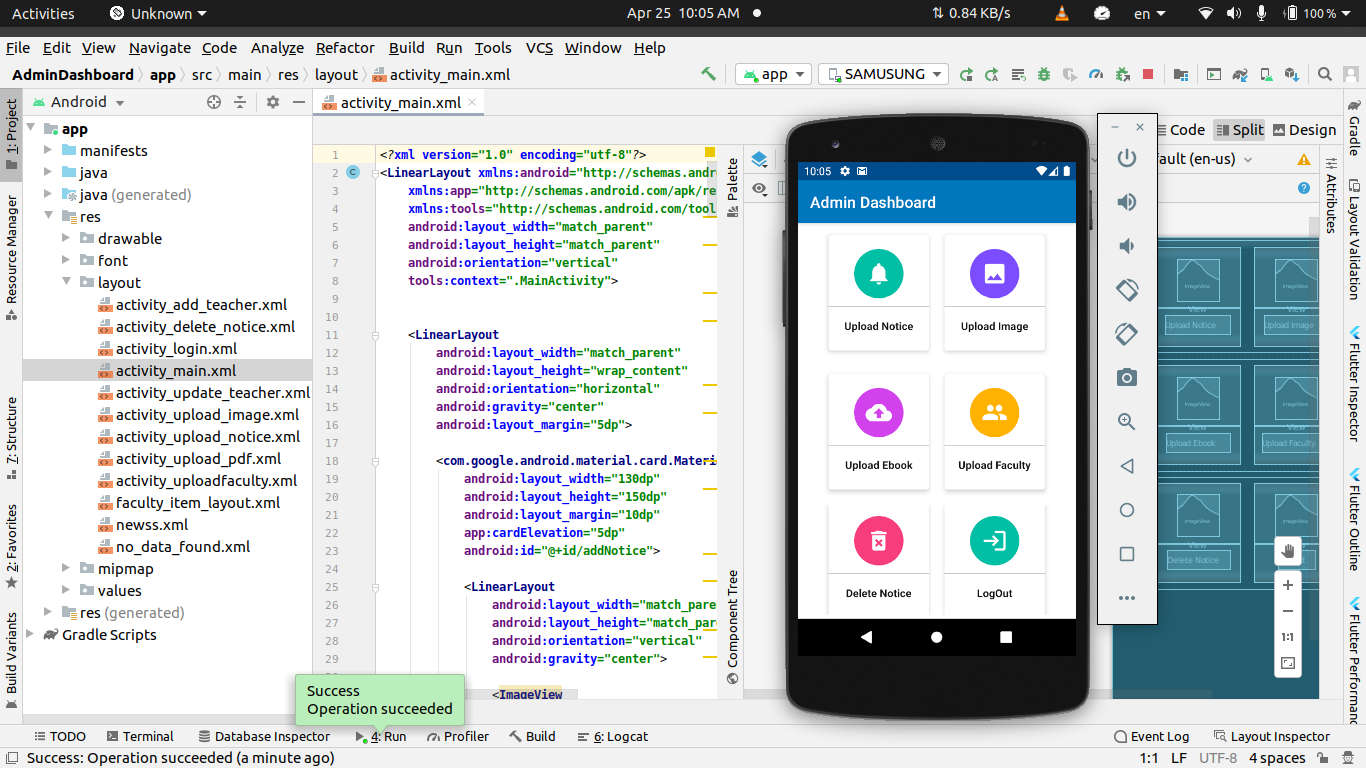 Activities Unknown Apr 25 10:05 AM 0.84 KB/s en 100 %
File Edit View Navigate Code Analyze Refactor Build Run Tools VCS Window Help
AdminDashboard app src main res layout activity_main.xml app SAMUSUNG
1: Project
Resource Manager
7: Structure
2: Favorites
Build Variants
Android
app
manifests
java
java (generated)
res
drawable
font
layout
activity_add_teacher.xml
activity_delete_notice.xml
activity_login.xml
activity_main.xml
activity_update_teacher.xml
activity_upload_image.xml
activity_upload_notice.xml
activity_upload_pdf.xml
activity_uploadfaculty.xml
faculty_item_layout.xml
newss.xml
no_data_found.xml
mipmap
values
res (generated)
Gradle Scripts
activity_main.xml
Code Split Design
1 <?xml version="1.0" encoding="utf-8"?>
2 C <LinearLayout xmlns:android="http://schemas.andr
3 xmlns:app="http://schemas.android.com/apk/re
4 xmlns:tools="http://schemas.android.com/tool
5 android:layout_width="match_parent"
6 android:layout_height="match_parent"
7 android:orientation="vertical"
8 tools:context=".MainActivity">
9
10
11 <LinearLayout
12 android:layout_width="match_parent"
13 android:layout_height="wrap_content"
14 android:orientation="horizontal"
15 android:gravity="center"
16 android:layout_margin="5dp">
17
18 <com.google.android.material.card.Materi
19 android:layout_width="130dp"
20 android:layout_height="150dp"
21 android:layout_margin="10dp"
22 app:cardElevation="5dp"
23 android:id="@+id/addNotice">
24
25 <LinearLayout
26 android:layout_width="match_pare
27 android:layout_height="match_par
28 android:orientation="vertical"
29 android:gravity="center">
<ImageView
Palette
Component Tree
10:05
Admin Dashboard
Upload Notice Upload Image
Upload Ebook Upload Faculty
Delete Notice LogOut
fault (en-us)
ImageView ImageView
View View
Upload Notice Upload Image
ImageView ImageView
View View
Upload Ebook Upload Faculty
ImageView ImageView
View
Delete Notice
1:1
Attributes
Gradle
Layout Validation
Flutter Inspector
Flutter Outline
Flutter Performanc
Success
Operation succeeded
TODO Terminal Database Inspector 4: Run Profiler Build 6: Logcat Event Log Layout Inspector
Success: Operation succeeded (a minute ago) 1:1 LF UTF-8 4 spaces